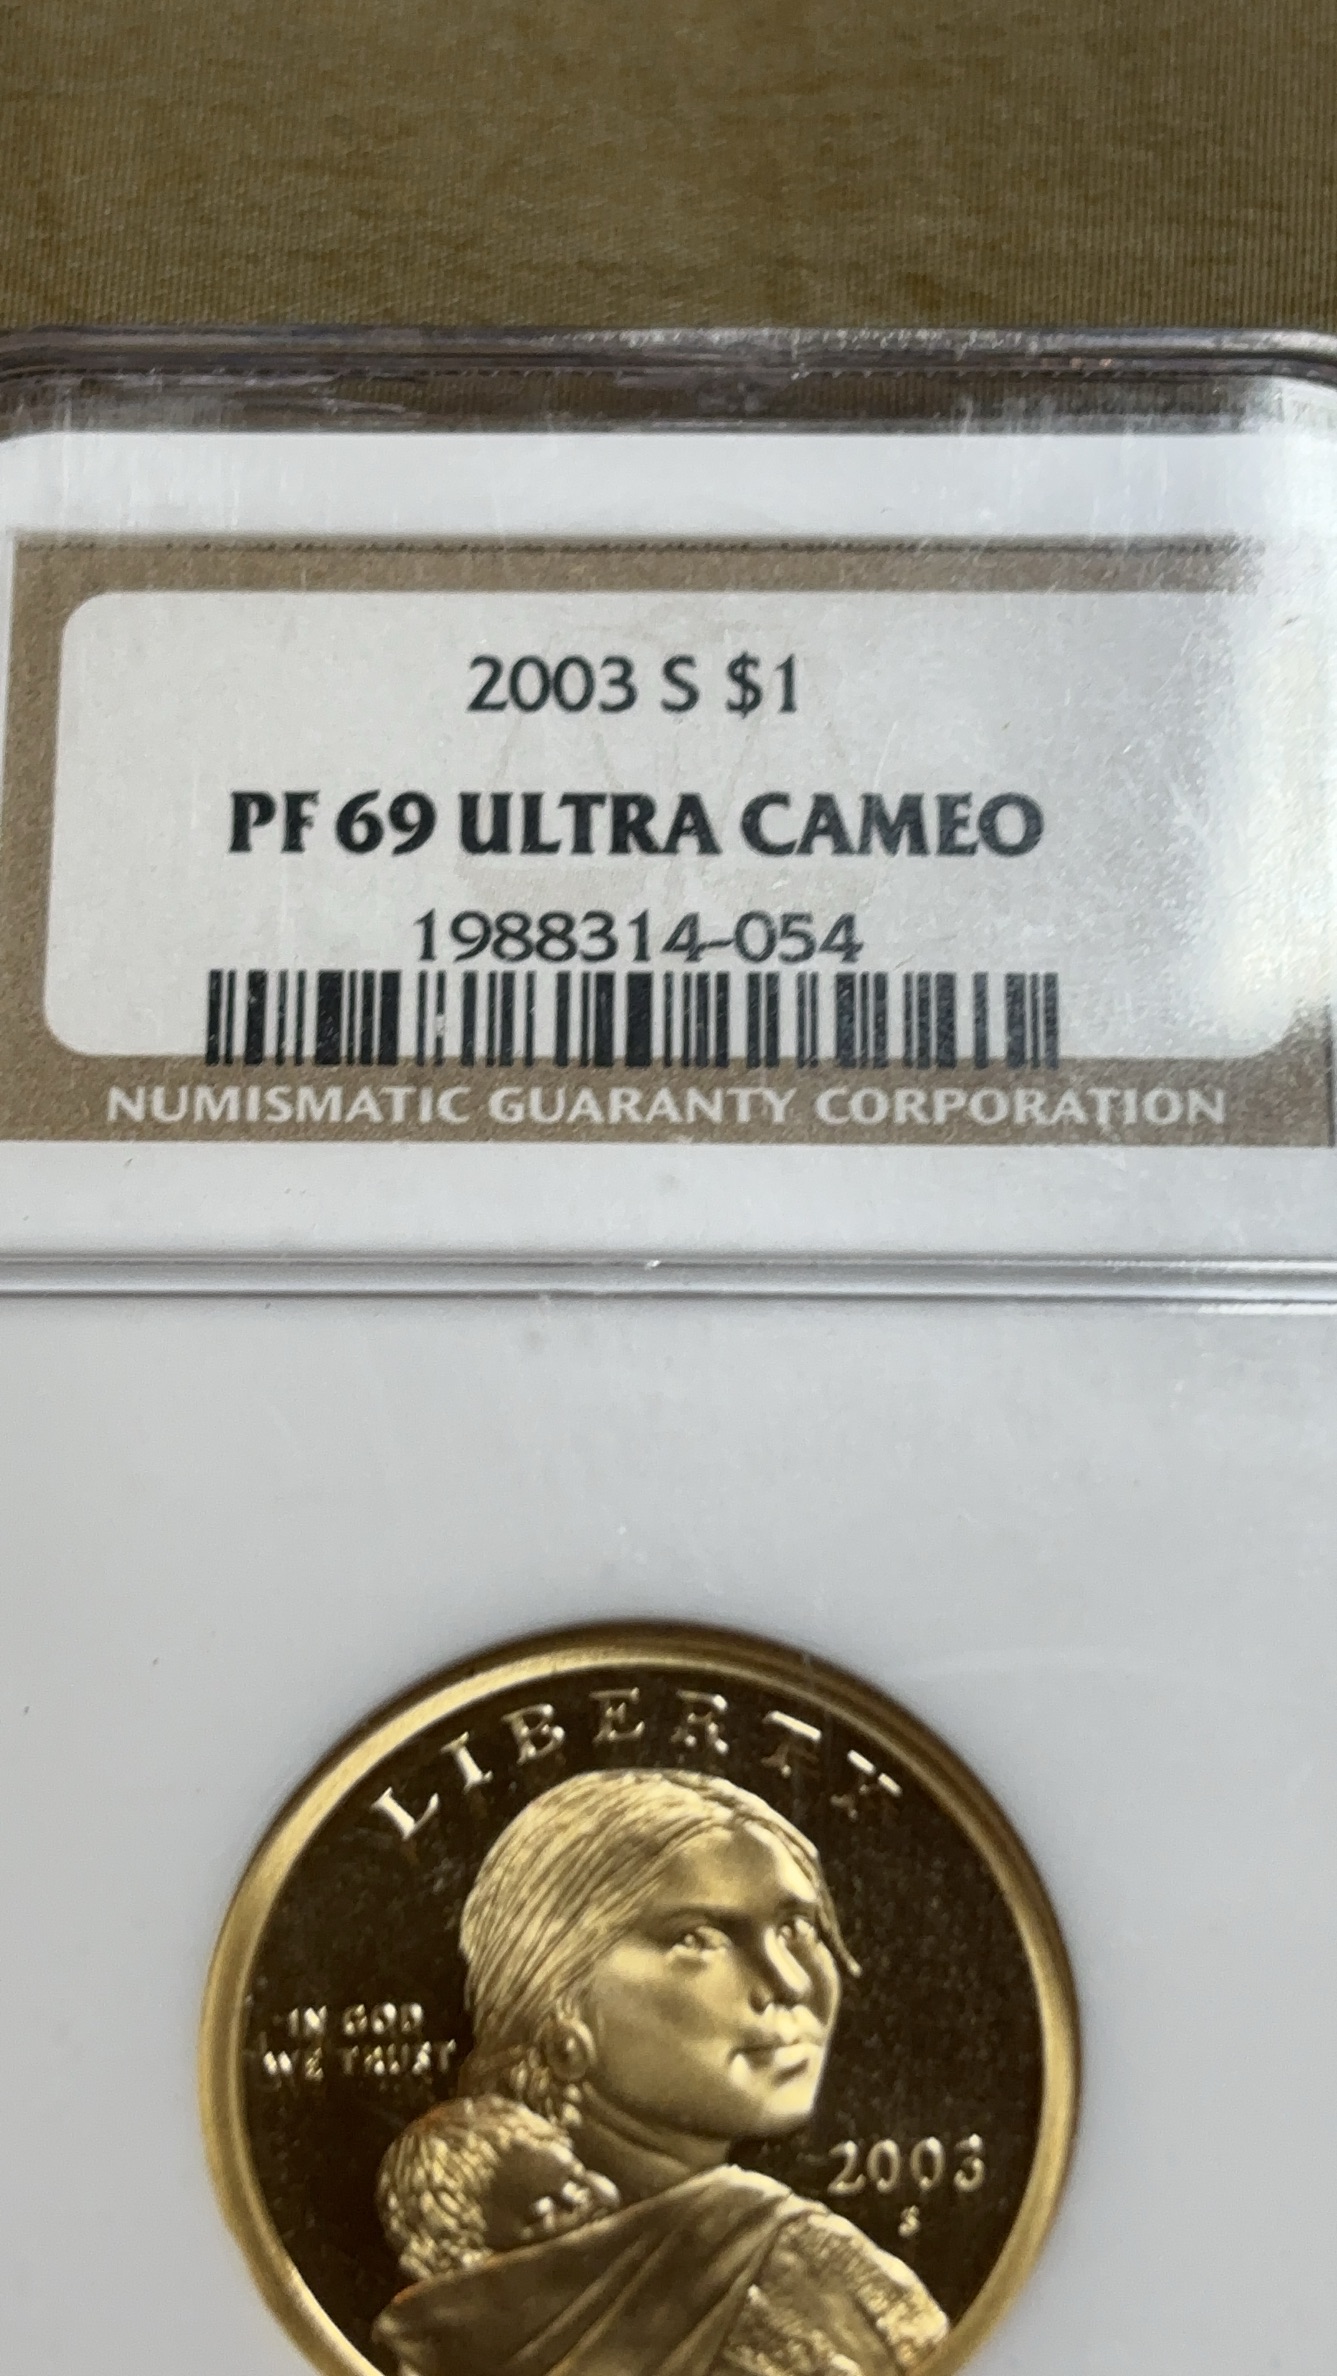 2003 S $1
PF 69 ULTRA CAMEO
1988314-054
NUMISMATIC GUARANTY CORPORATION
LIBERTY
IN GOD
WE TRUST
2003
S